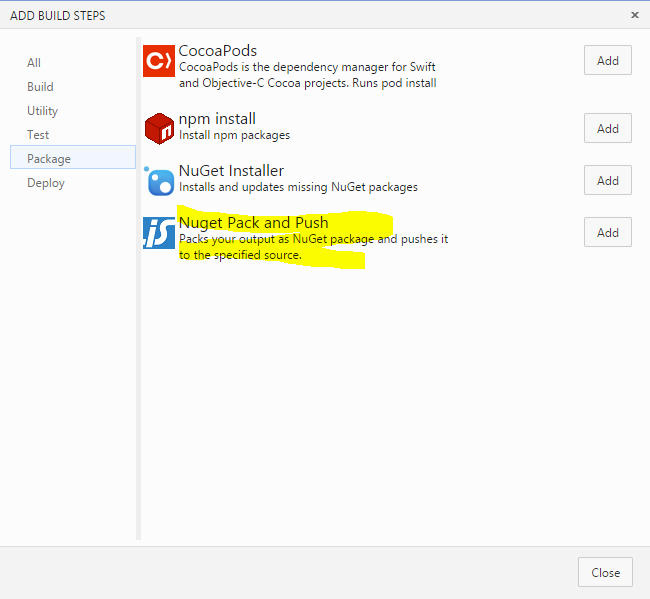 ADD BUILD STEPS
All
Build
Utility
Test
Package
Deploy
CocoaPods
CocoaPods is the dependency manager for Swift
and Objective-C Cocoa projects. Runs pod install
Add
npm install
Install npm packages
Add
NuGet Installer
Installs and updates missing NuGet packages
Add
.iS
Nuget Pack and Push
Packs your output as NuGet package and pushes it
to the specified source.
Add
Close